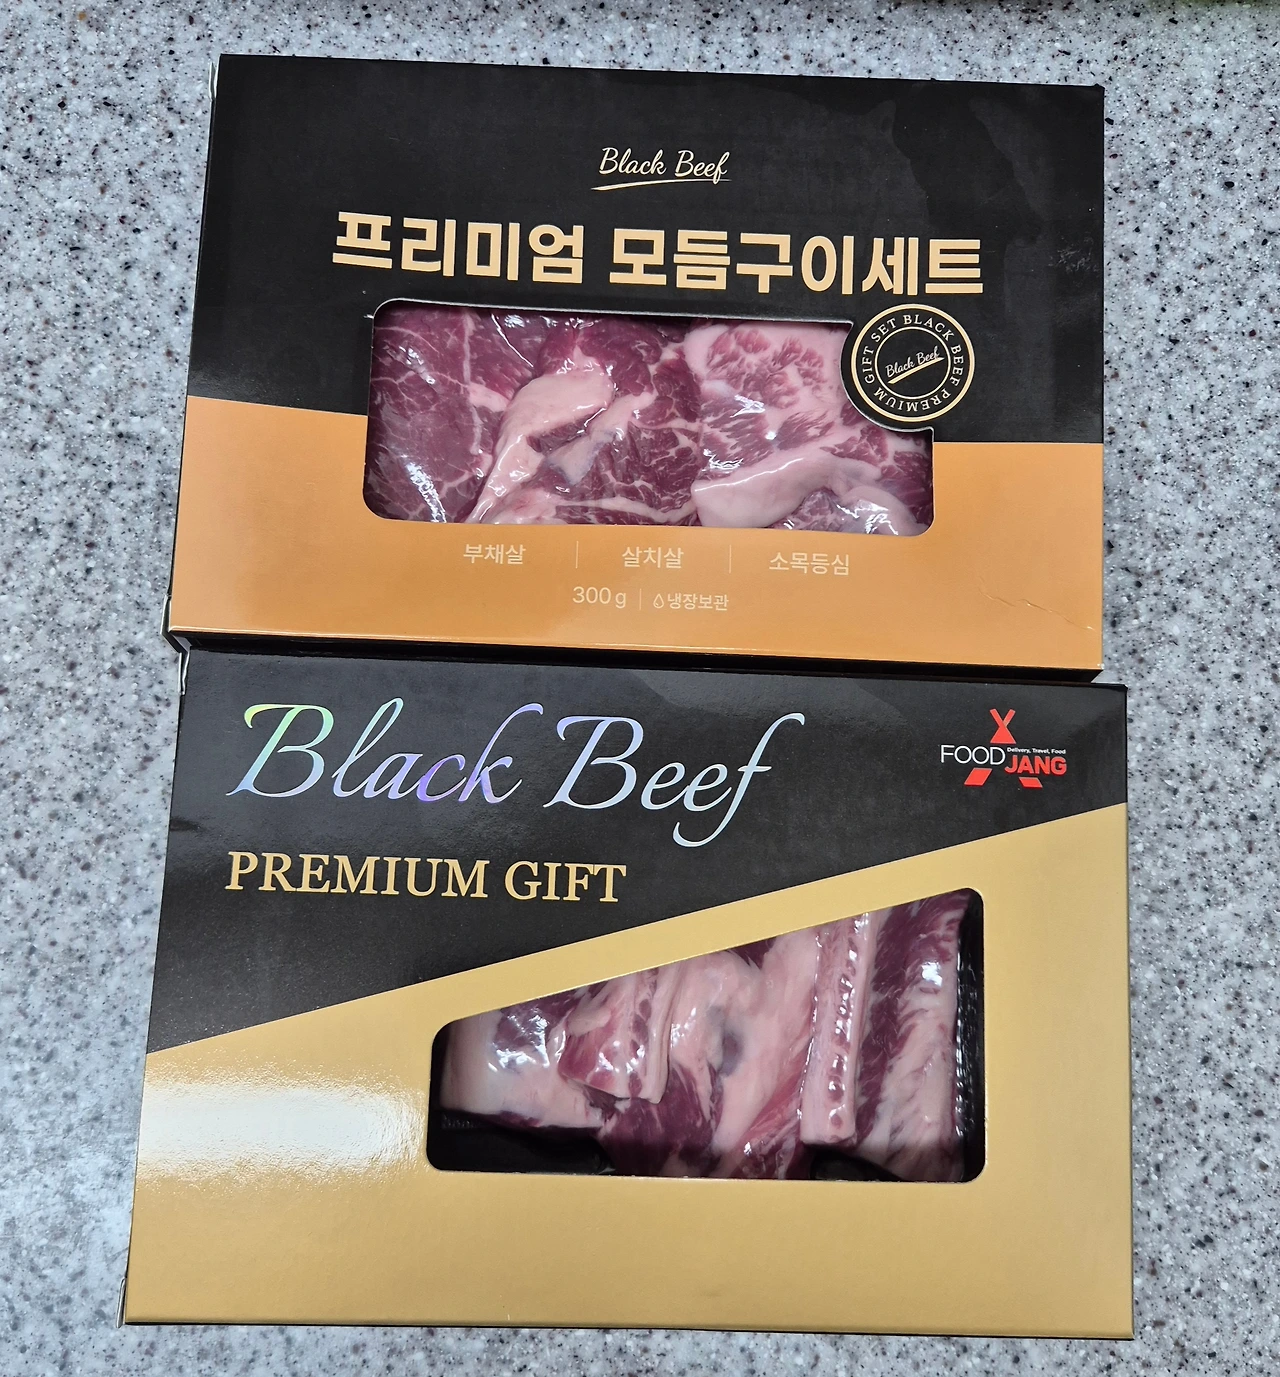 Black Beef
프리미엄 모듬구이세트
GIFT SET BLACK BEEF PREMIUM
Black Beef
부채살 | 살치살 | 소목등심
300g | 냉장보관
Black Beef
PREMIUM GIFT
FOOD Delivery, Travel, Food
JANG